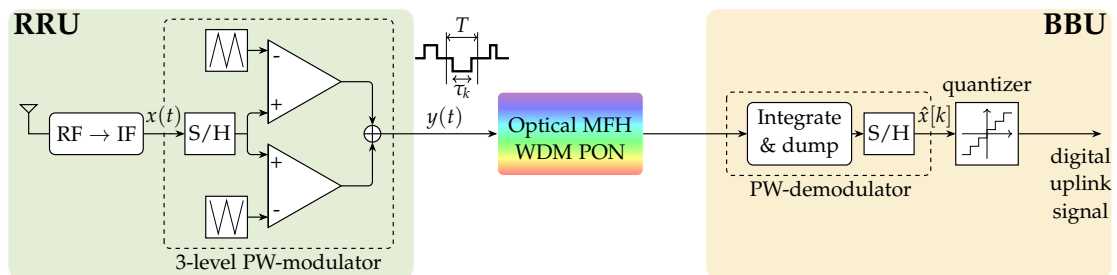 RRU
BBU
T
τk
quantizer
x(t)
y(t)
x̂[k]
RF → IF
S/H
-
+
+
-
Optical MFH
WDM PON
Integrate
& dump
S/H
PW-demodulator
digital
uplink
signal
3-level PW-modulator